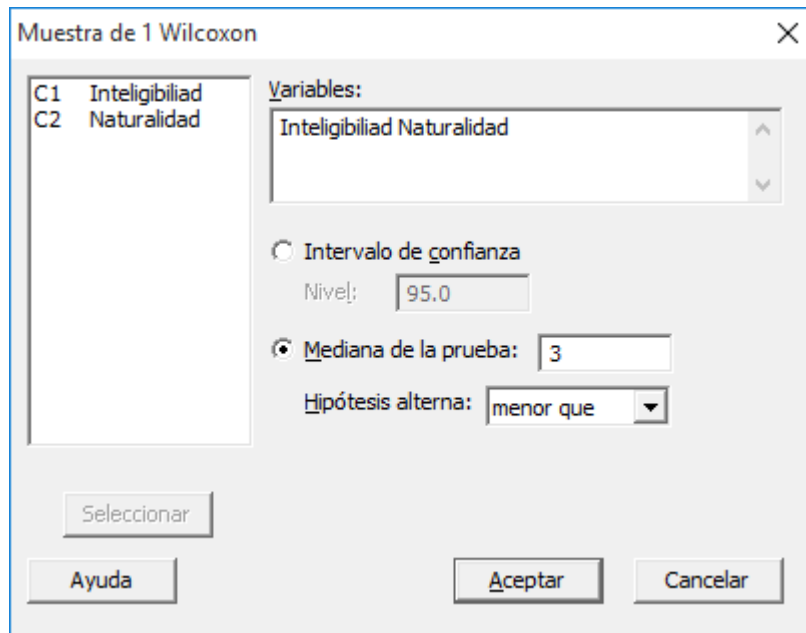 Muestra de 1 Wilcoxon
C1 Inteligibiliad
C2 Naturalidad
Variables:
Inteligibiliad Naturalidad
Intervalo de confianza
Nivel: 95.0
Mediana de la prueba: 3
Hipótesis alterna: menor que
Seleccionar
Ayuda
Aceptar
Cancelar